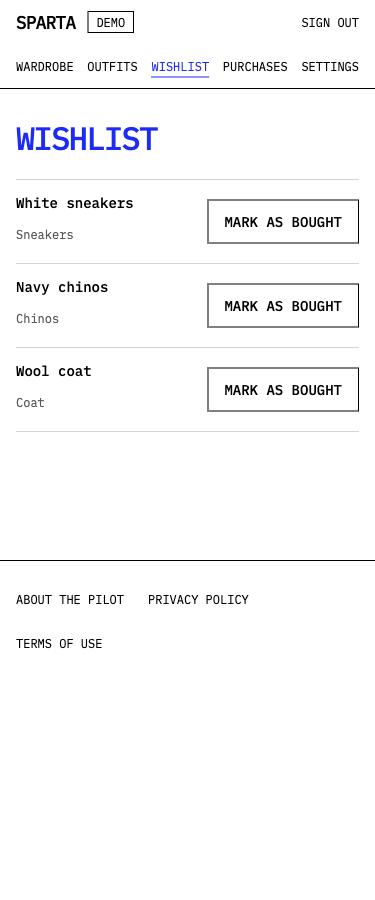 SPARTA DEMO SIGN OUT
WARDROBE OUTFITS WISHLIST PURCHASES SETTINGS
WISHLIST
White sneakers
Sneakers
MARK AS BOUGHT
Navy chinos
Chinos
MARK AS BOUGHT
Wool coat
Coat
MARK AS BOUGHT
ABOUT THE PILOT PRIVACY POLICY
TERMS OF USE